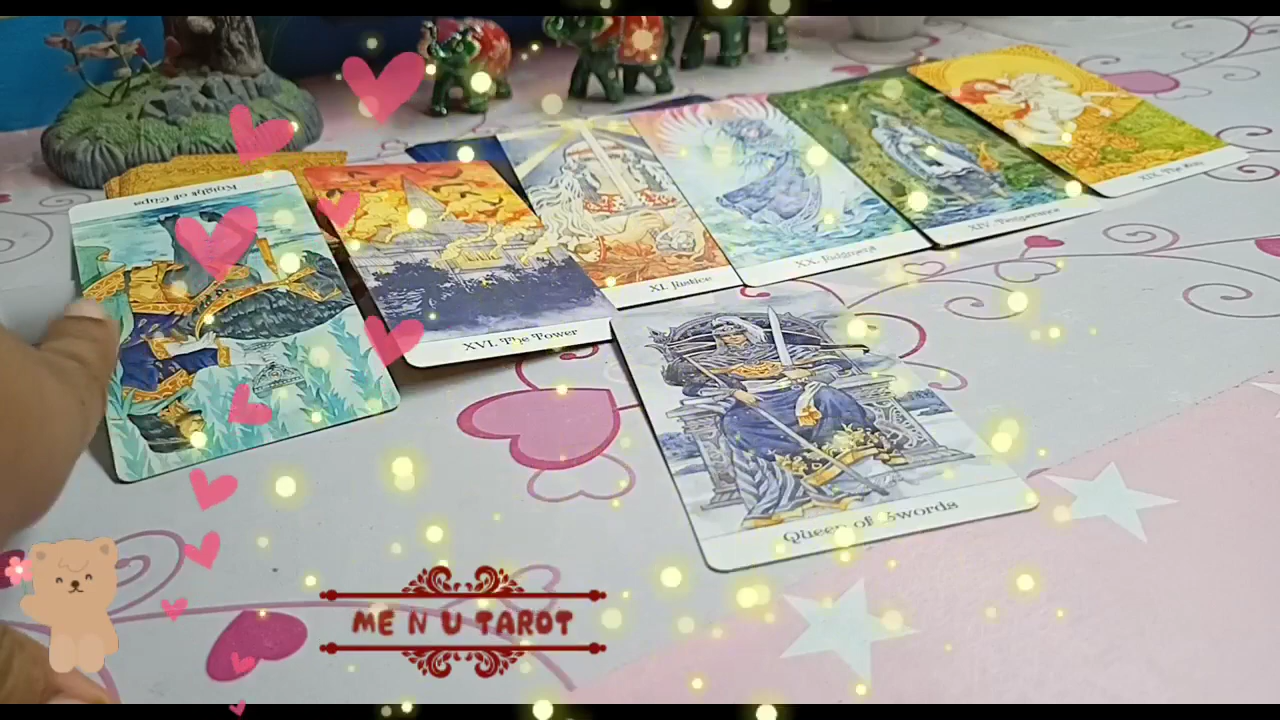 Knight of Cups
XVI. The Tower
XI. Justice
XX. Judgment
XIV. Temperance
XIX. The Sun
Queen of Swords
ME N U TAROT